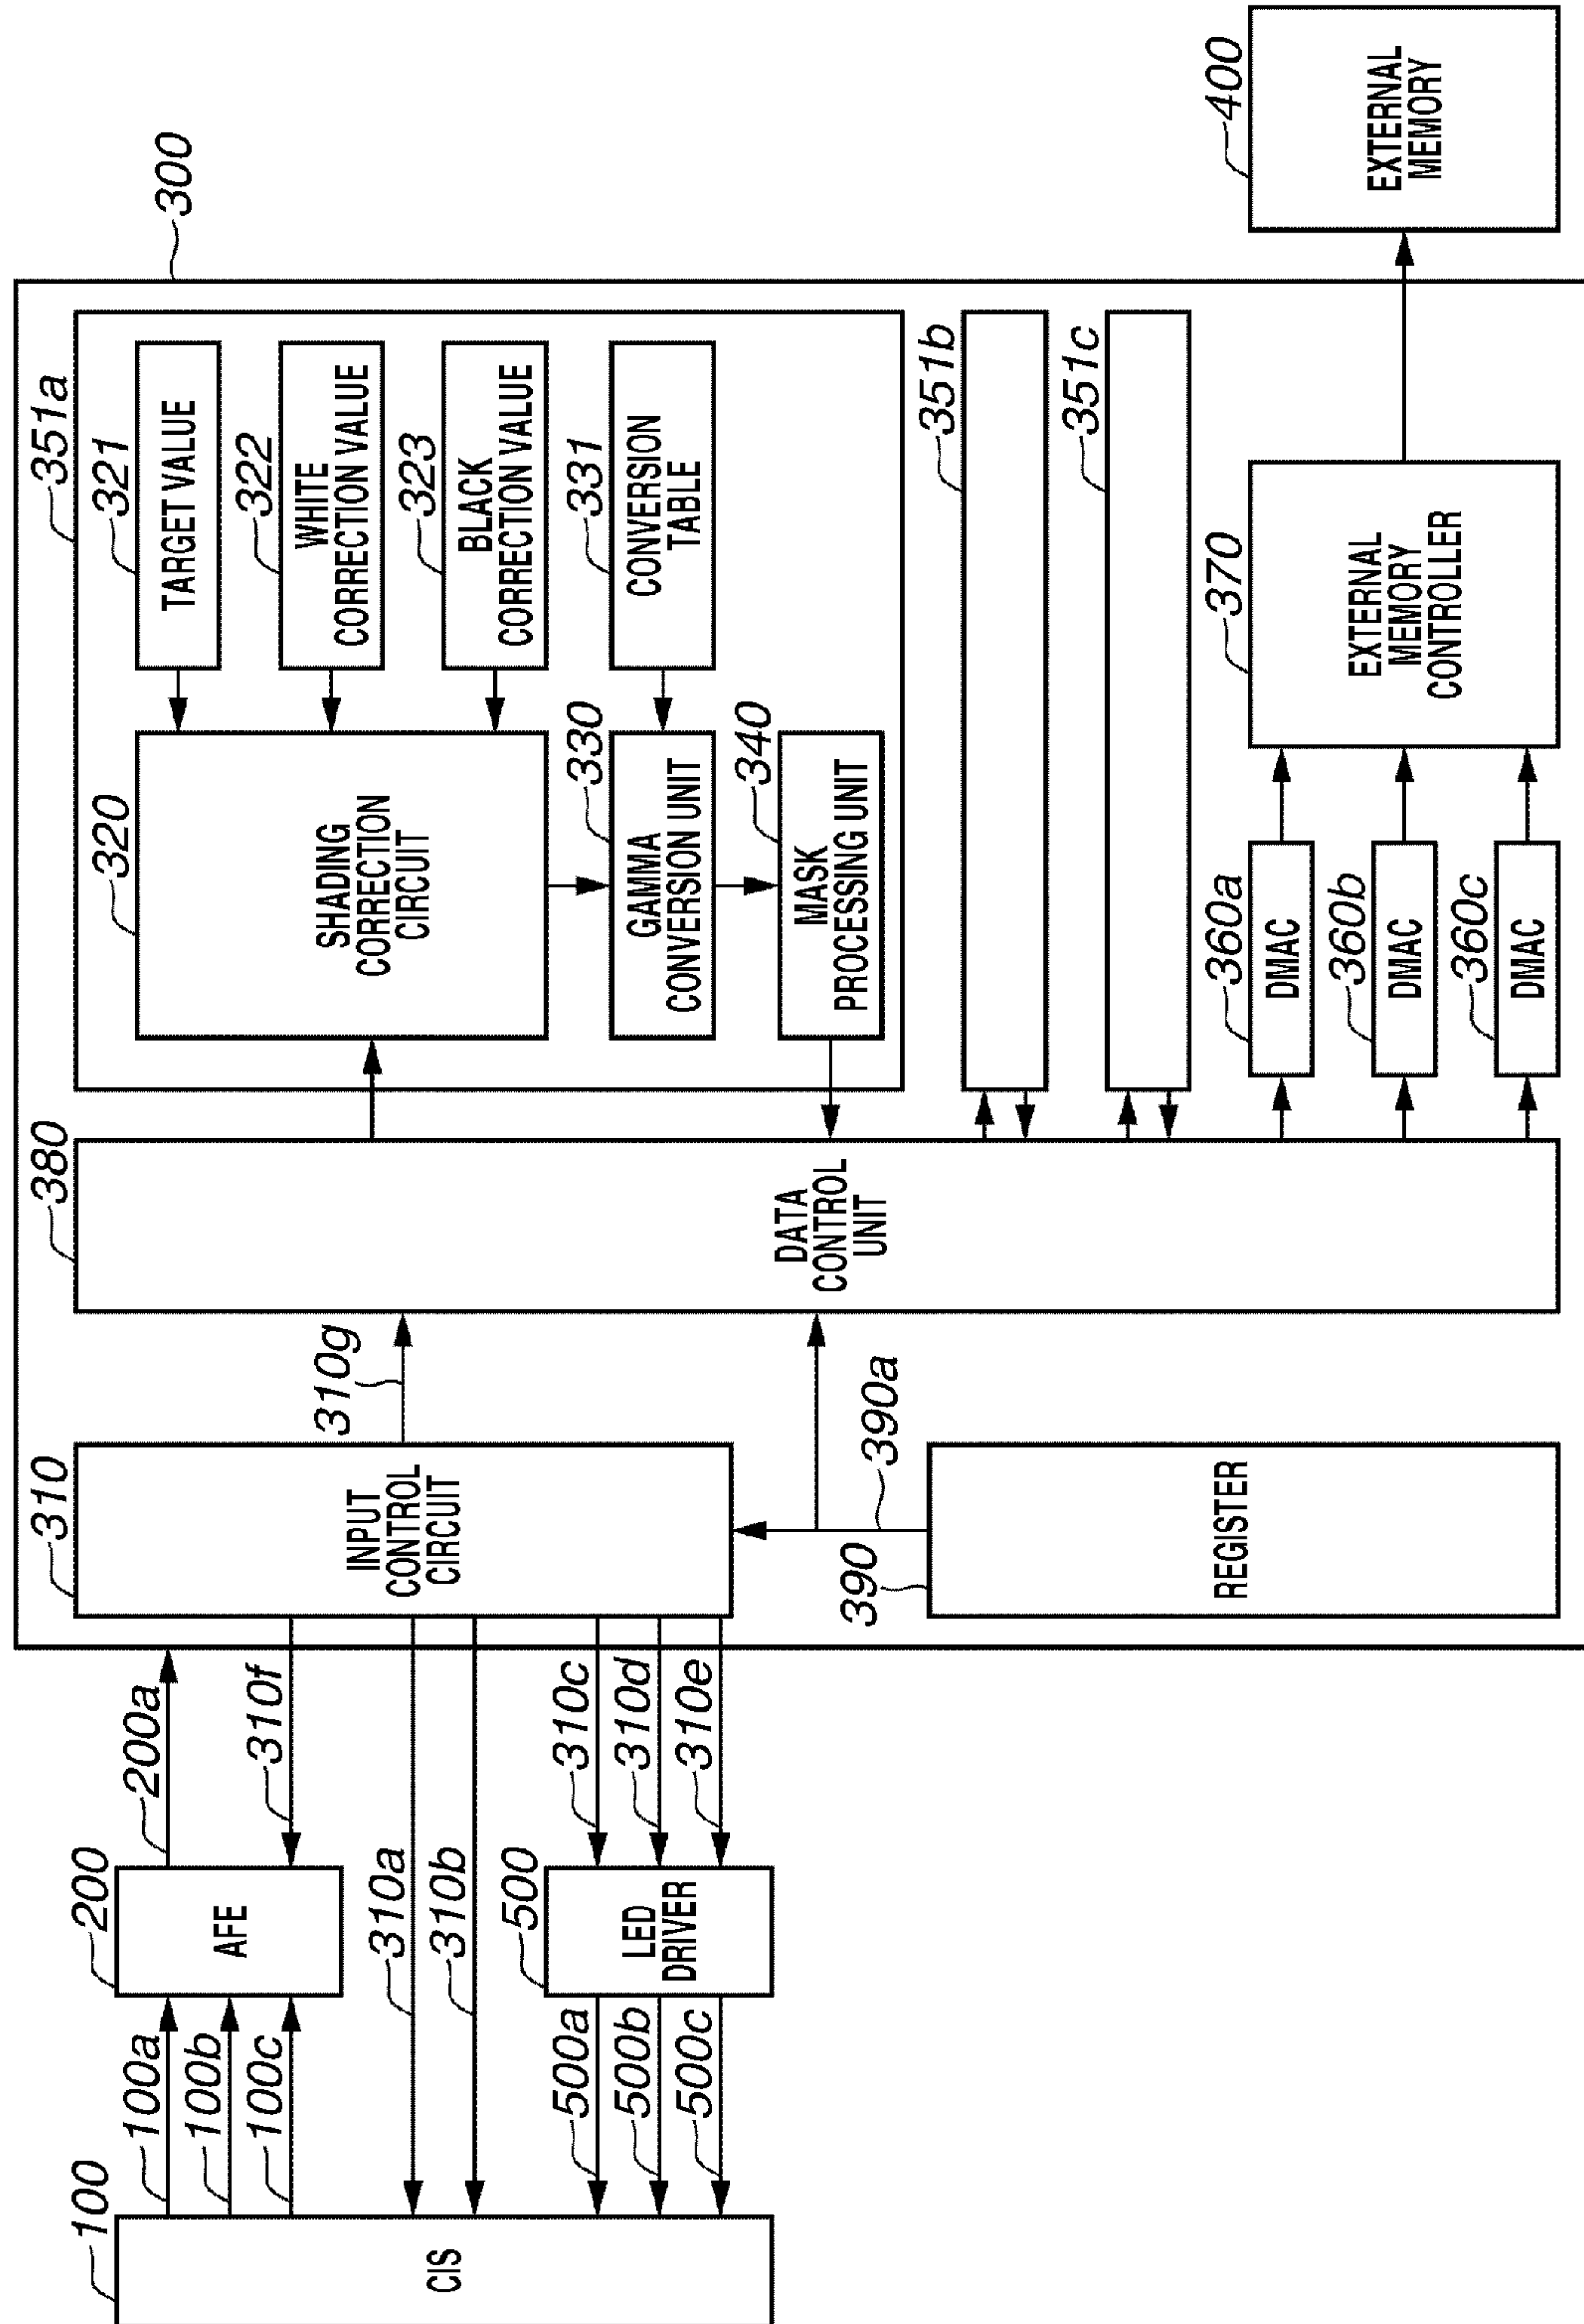 100
CIS
100a
100b
100c
200
AFE
200a
310f
310a
310b
500
LED
DRIVER
500a
500b
500c
310c
310d
310e
300
310
INPUT
CONTROL
CIRCUIT
310g
390
REGISTER
390a
380
DATA
CONTROL
UNIT
351a
320
SHADING
CORRECTION
CIRCUIT
321
TARGET VALUE
322
WHITE
CORRECTION VALUE
323
BLACK
CORRECTION VALUE
330
GAMMA
CONVERSION UNIT
331
CONVERSION
TABLE
340
MASK
PROCESSING UNIT
351b
351c
360a
DMAC
360b
DMAC
360c
DMAC
370
EXTERNAL
MEMORY
CONTROLLER
400
EXTERNAL
MEMORY